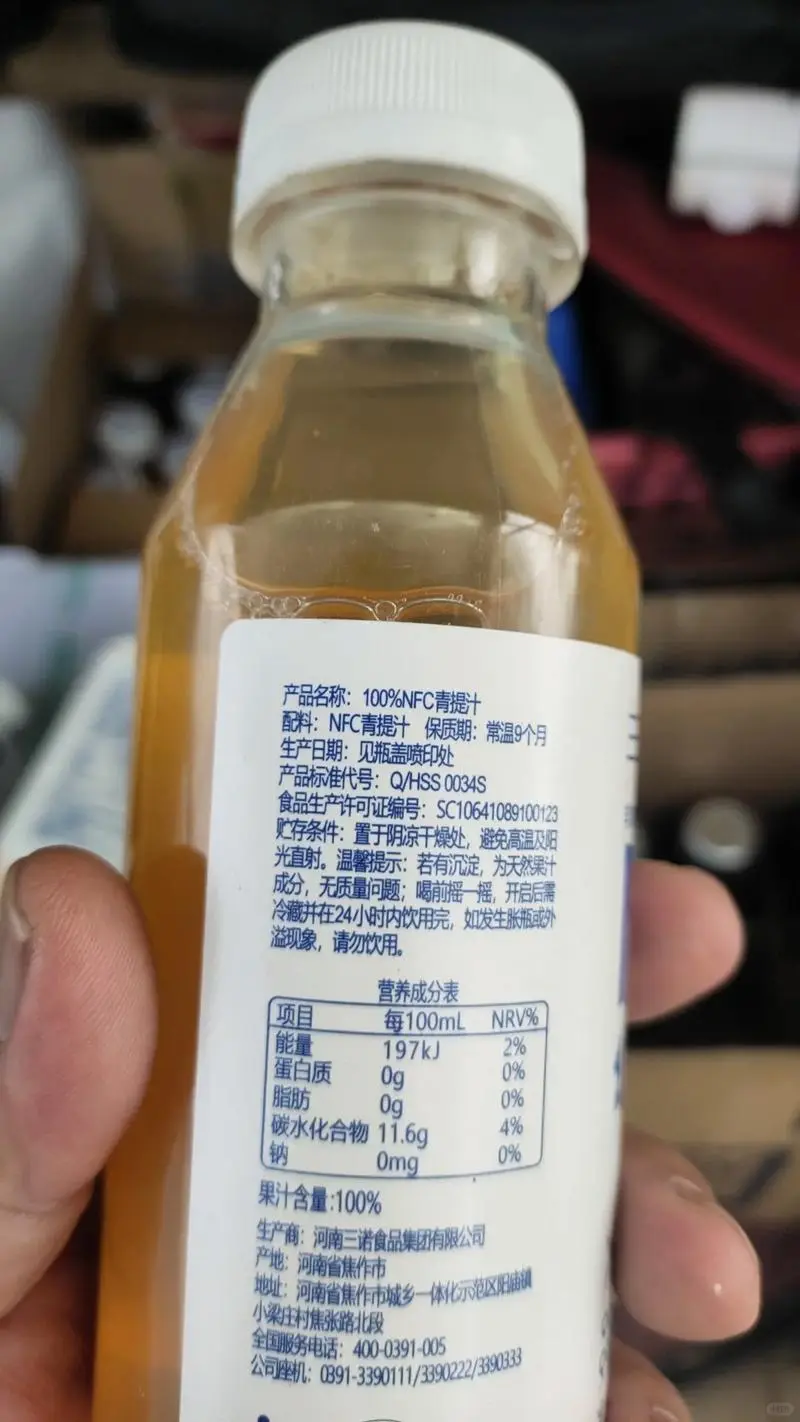 产品名称：100%NFC青提汁
配料：NFC青提汁 保质期：常温9个月
生产日期：见瓶盖喷印处
产品标准代号：Q/HSS 0034S
食品生产许可证编号：SC10641089100123
贮存条件：置于阴凉干燥处，避免高温及阳
光直射。温馨提示：若有沉淀，为天然果汁
成分，无质量问题；喝前摇一摇，开启后需
冷藏并在24小时内饮用完，如发生胀瓶或外
溢现象，请勿饮用。
营养成分表
项目 每100mL NRV%
能量 197kJ 2%
蛋白质 0g 0%
脂肪 0g 0%
碳水化合物 11.6g 4%
钠 0mg 0%
果汁含量:100%
生产商：河南三诺食品集团有限公司
产地：河南省焦作市
地址：河南省焦作市城乡一体化示范区阳庙镇
小梁庄村焦张路北段
全国服务电话：400-0391-005
公司座机：0391-3390111/3390222/3390333